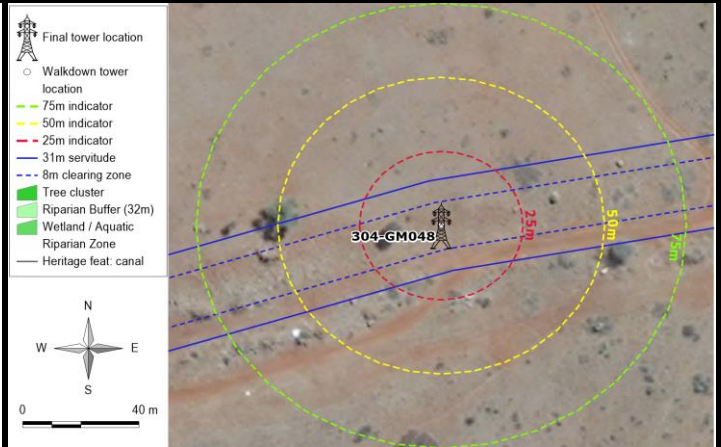 Final tower location
Walkdown tower
location
75m indicator
50m indicator
25m indicator
31m servitude
8m clearing zone
Tree cluster
Riparian Buffer (32m)
Wetland / Aquatic
Riparian Zone
Heritage feat: canal
N
W E
S
0 40 m
304-GM048
25m
50m
75m